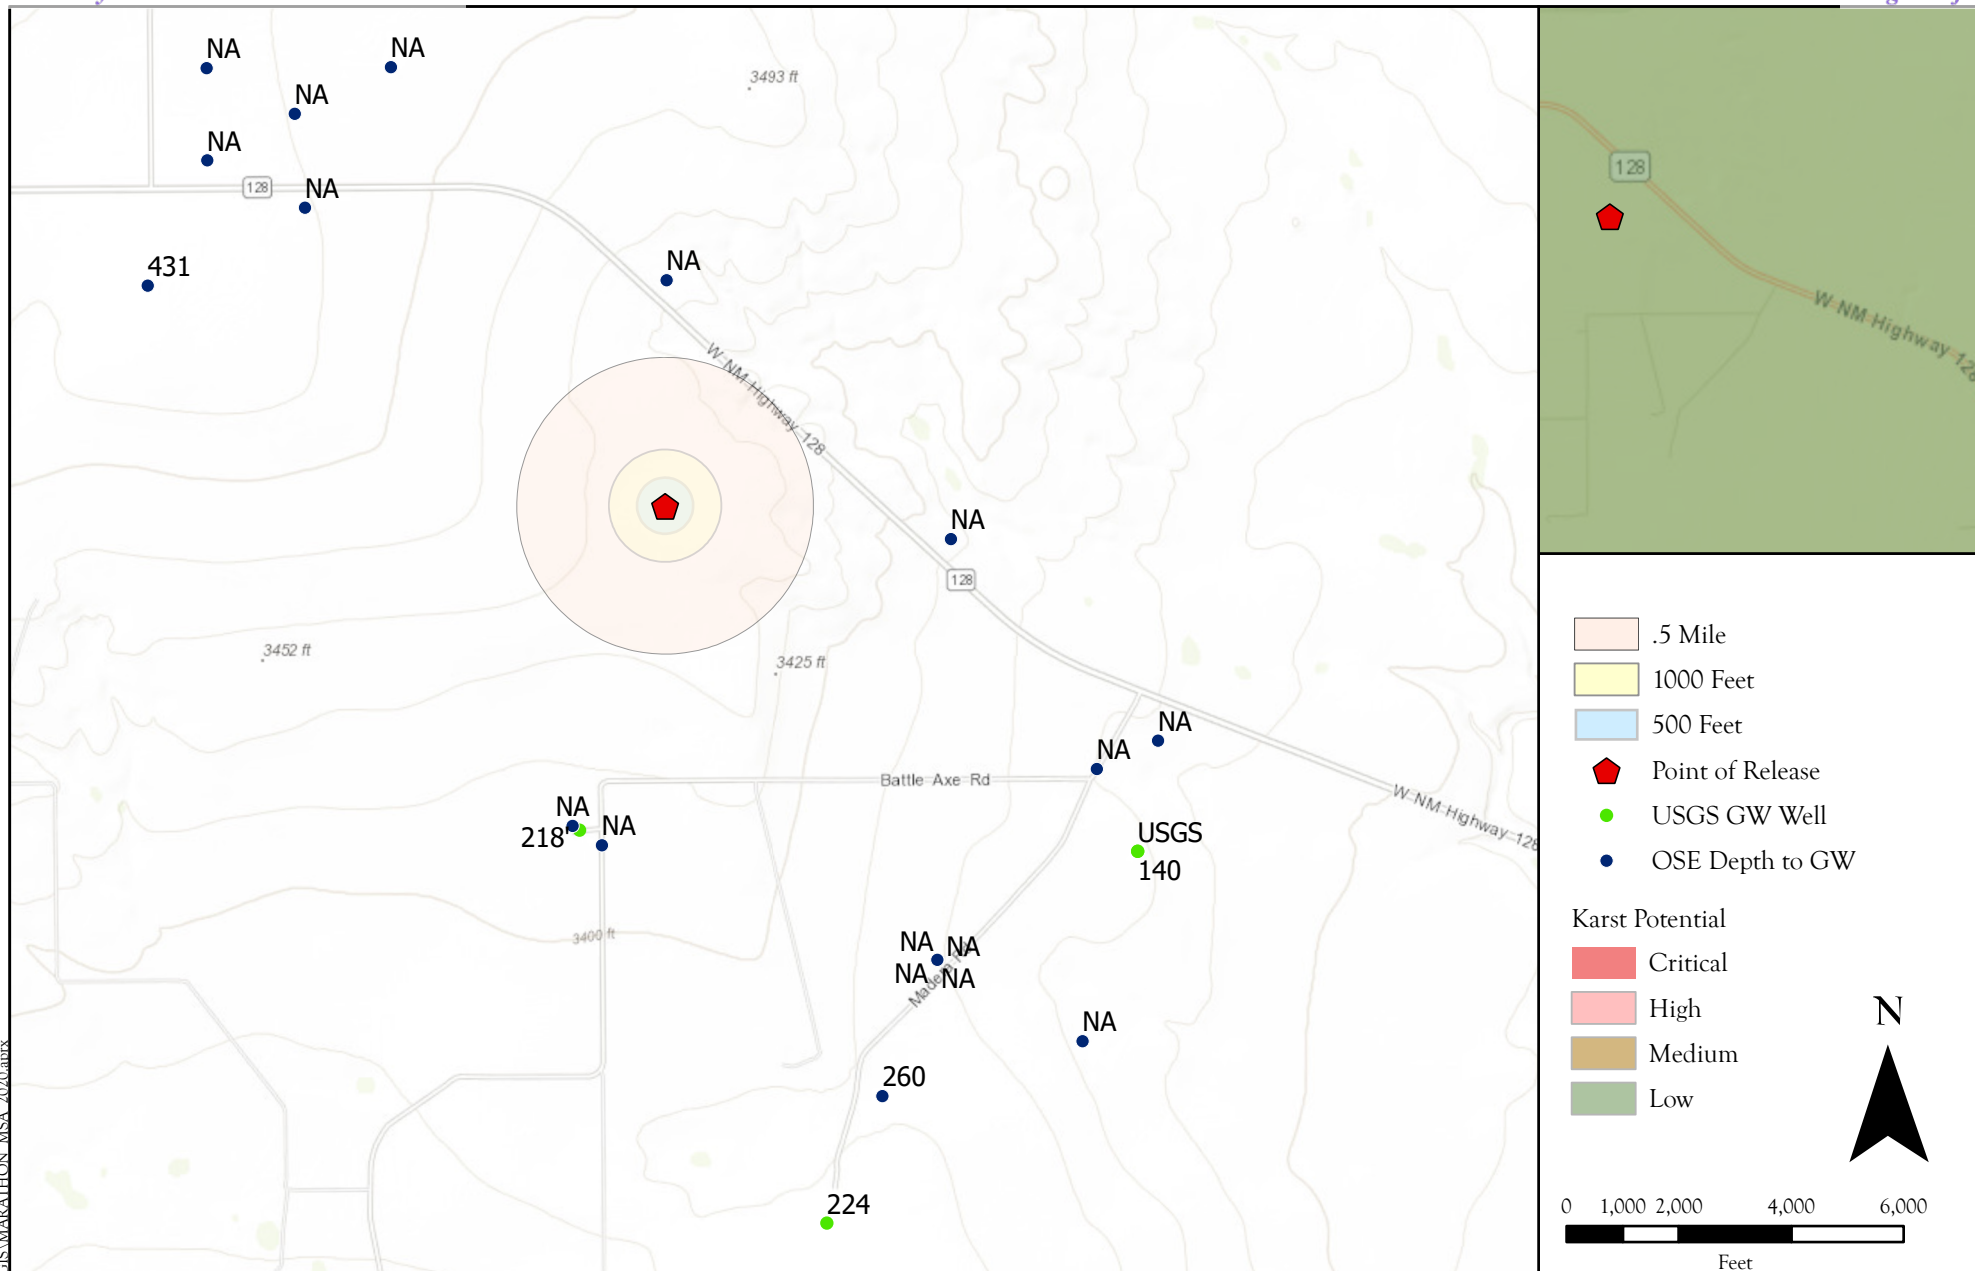 NA
NA
NA
3493 ft
NA
128
NA
431
NA
W NM Highway 128
NA
128
3452 ft
3425 ft
NA
NA
Battle Axe Rd
W NM Highway 128
NA
218'
NA
USGS
140
3400 ft
NA
NA
NA
NA
NA
260
224
GIS\MARATHON_MSA_2020.aprx
128
W NM Highway 128
.5 Mile
1000 Feet
500 Feet
Point of Release
USGS GW Well
OSE Depth to GW
Karst Potential
Critical
High
Medium
Low
N
0 1,000 2,000 4,000 6,000
Feet